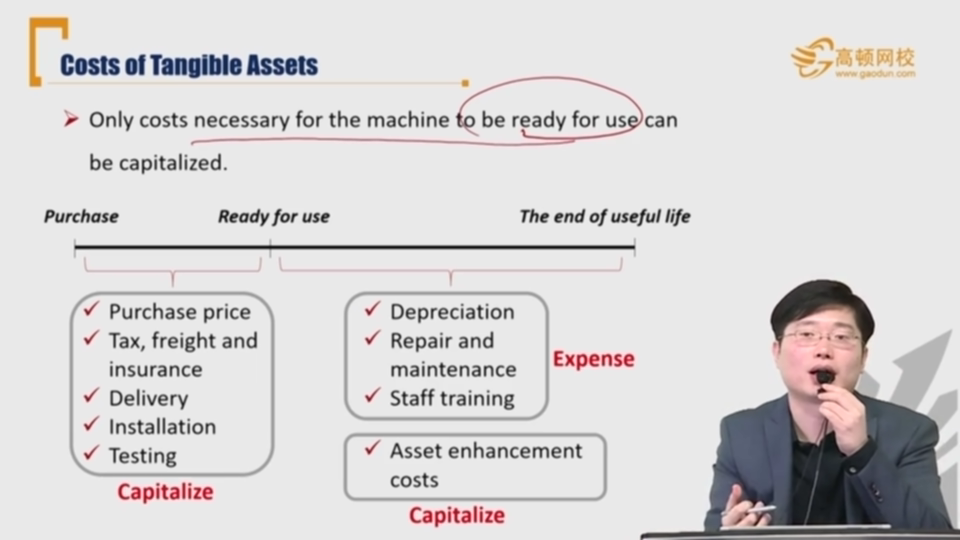 Costs of Tangible Assets
高顿网校
www.gaodun.com
Only costs necessary for the machine to be ready for use can
be capitalized.
Purchase
Ready for use
The end of useful life
Purchase price
Tax, freight and
insurance
Delivery
Installation
Testing
Capitalize
Depreciation
Repair and
maintenance
Staff training
Expense
Asset enhancement
costs
Capitalize